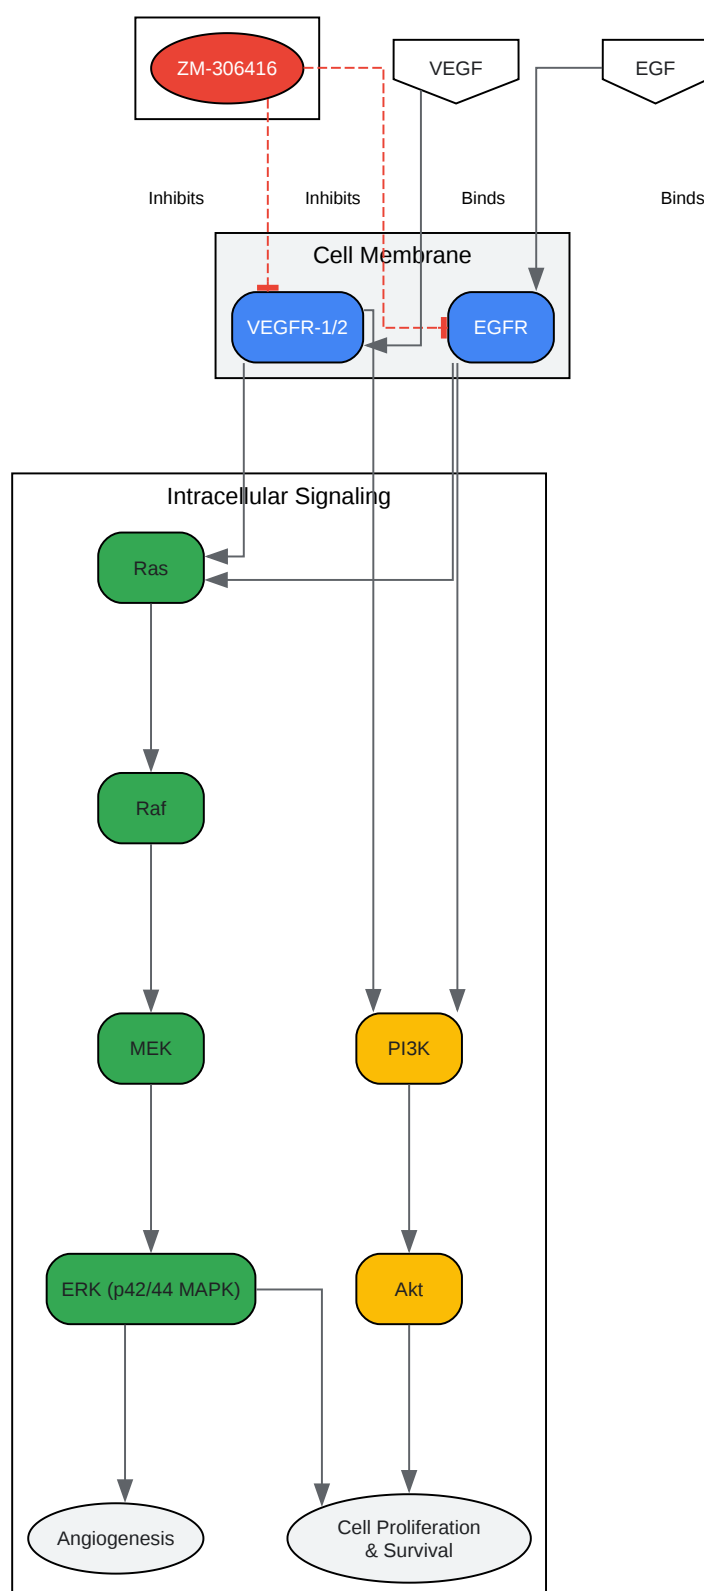 ZM-306416
VEGF
EGF
Inhibits
Inhibits
Binds
Binds
Cell Membrane
VEGFR-1/2
EGFR
Intracellular Signaling
Ras
Raf
MEK
PI3K
ERK (p42/44 MAPK)
Akt
Angiogenesis
Cell Proliferation
& Survival